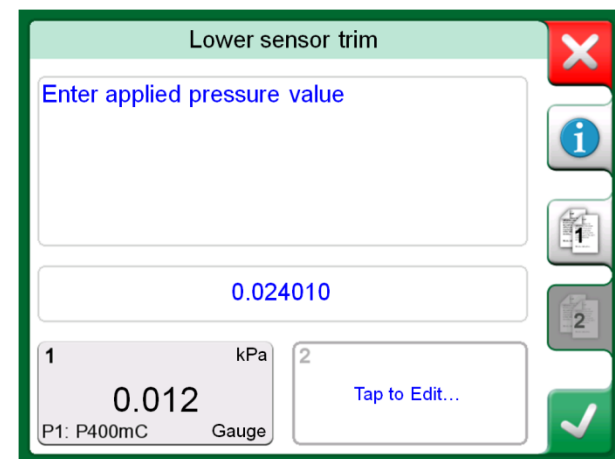 Lower sensor trim
Enter applied pressure value
i
1
0.024010
2
1 kPa
0.012
P1: P400mC Gauge
2
Tap to Edit...